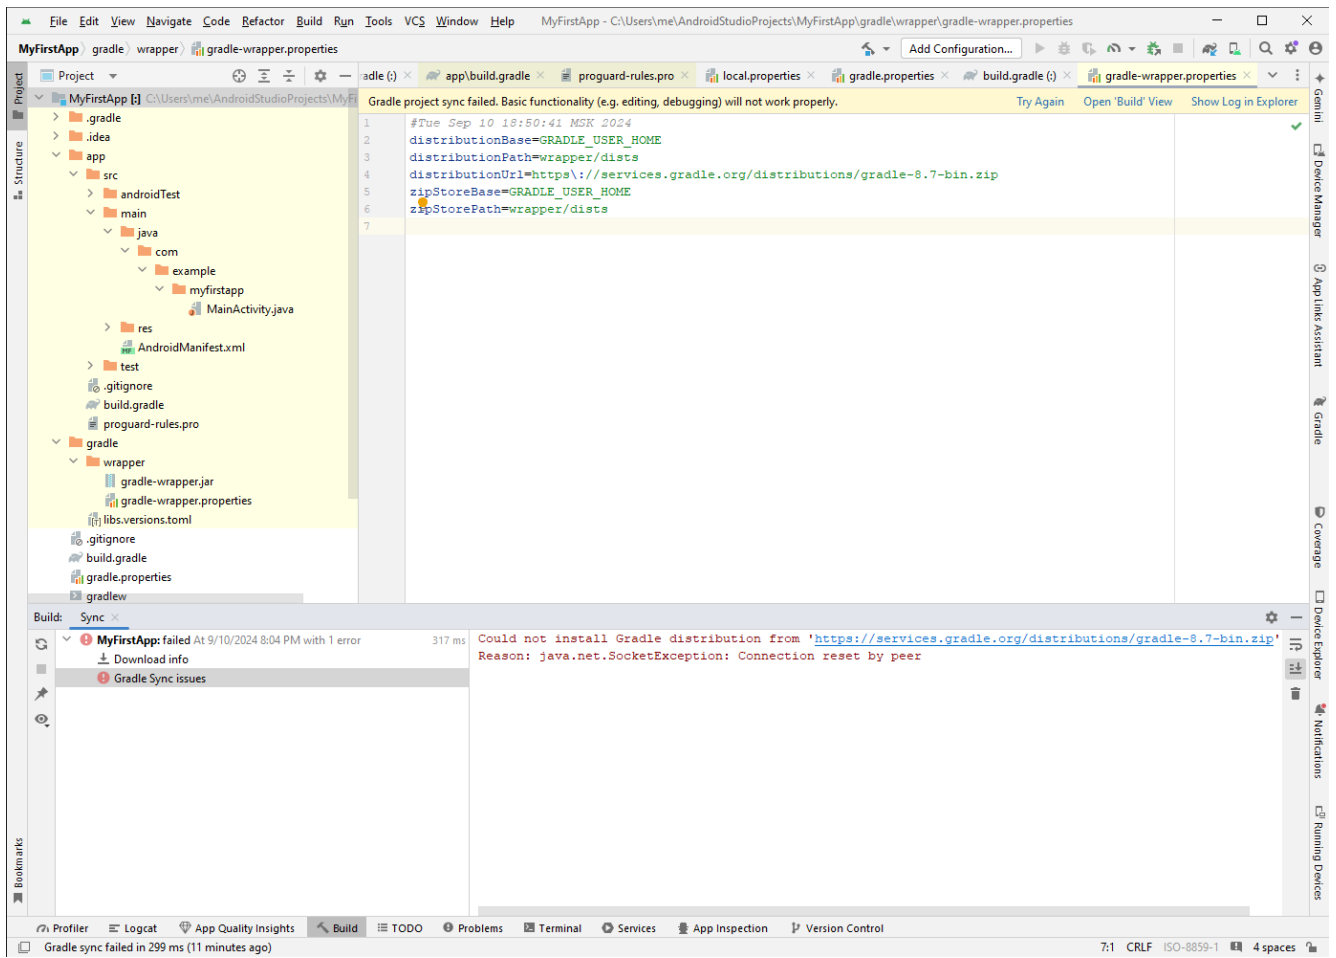 File Edit View Navigate Code Refactor Build Run Tools VCS Window Help MyFirstApp - C:\Users\me\AndroidStudioProjects\MyFirstApp\gradle\wrapper\gradle-wrapper.properties
MyFirstApp gradle wrapper gradle-wrapper.properties Add Configuration...
Project adle (:) app\build.gradle proguard-rules.pro local.properties gradle.properties build.gradle (:) gradle-wrapper.properties
MyFirstApp [:] C:\Users\me\AndroidStudioProjects\MyFi
Gradle project sync failed. Basic functionality (e.g. editing, debugging) will not work properly. Try Again Open 'Build' View Show Log in Explorer
.gradle
.idea
app
src
androidTest
main
java
com
example
myfirstapp
MainActivity.java
res
AndroidManifest.xml
test
.gitignore
build.gradle
proguard-rules.pro
gradle
wrapper
gradle-wrapper.jar
gradle-wrapper.properties
libs.versions.toml
.gitignore
build.gradle
gradle.properties
gradlew
1 #Tue Sep 10 18:50:41 MSK 2024
2 distributionBase=GRADLE_USER_HOME
3 distributionPath=wrapper/dists
4 distributionUrl=https\://services.gradle.org/distributions/gradle-8.7-bin.zip
5 zipStoreBase=GRADLE_USER_HOME
6 zipStorePath=wrapper/dists
7
Project
Structure
Bookmarks
Gemini
Device Manager
App Links Assistant
Gradle
Coverage
Device Explorer
Notifications
Running Devices
Build: Sync
MyFirstApp: failed At 9/10/2024 8:04 PM with 1 error 317 ms
Download info
Gradle Sync issues
Could not install Gradle distribution from 'https://services.gradle.org/distributions/gradle-8.7-bin.zip'
Reason: java.net.SocketException: Connection reset by peer
Profiler Logcat App Quality Insights Build TODO Problems Terminal Services App Inspection Version Control
Gradle sync failed in 299 ms (11 minutes ago) 7:1 CRLF ISO-8859-1 4 spaces